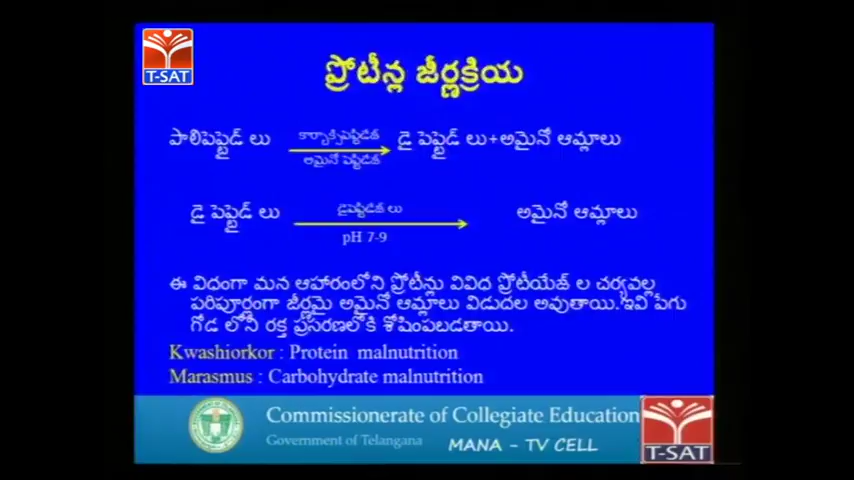 T-SAT
ప్రోటీన్ల జీర్ణక్రియ
పాలిపెప్టైడ్ లు కార్బాక్సిపెప్టిడేజ్ డై పెప్టైడ్ లు+అమైనో ఆమ్లాలు
అమైనో పెప్టిడేజ్
డై పెప్టైడ్ లు డైపెప్టిడేజ్ లు అమైనో ఆమ్లాలు
pH 7-9
ఈ విధంగా మన ఆహారంలోని ప్రోటీన్లు వివిధ ప్రోటీయేజ్ ల చర్యవల్ల
పరిపూర్ణంగా జీర్ణమై అమైనో ఆమ్లాలు విడుదల అవుతాయి. ఇవి పేగు
గోడ లోని రక్త ప్రసరణలోకి శోషింపబడతాయి.
Kwashiorkor : Protein malnutrition
Marasmus : Carbohydrate malnutrition
Commissionerate of Collegiate Education
Government of Telangana
MANA - TV CELL
T-SAT